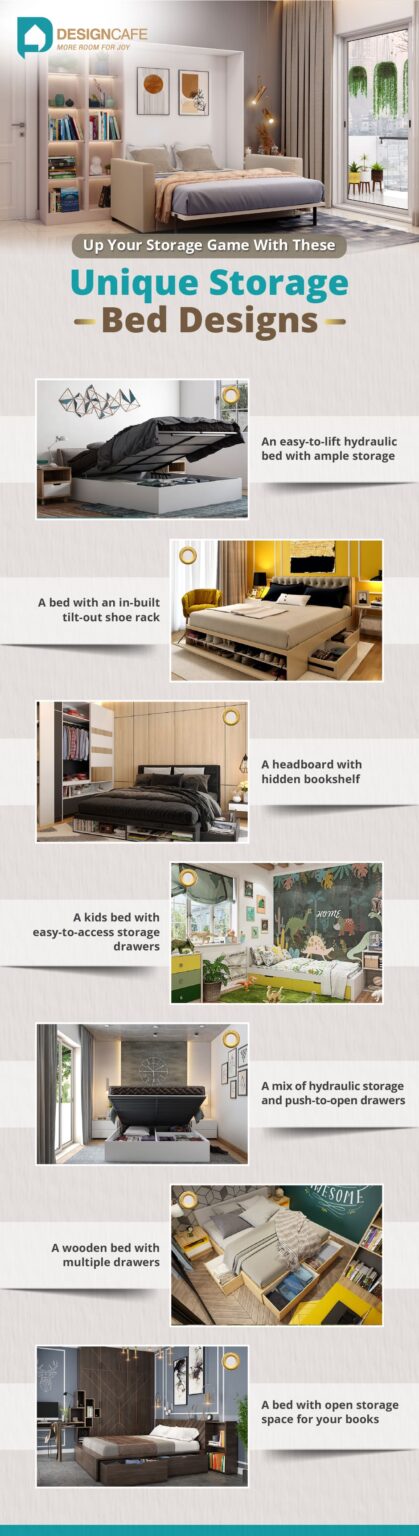 DESIGNCAFE
MORE ROOM FOR JOY
Up Your Storage Game With These
Unique Storage
Bed Designs
An easy-to-lift hydraulic
bed with ample storage
A bed with an in-built
tilt-out shoe rack
A headboard with
hidden bookshelf
A kids bed with
easy-to-access storage
drawers
A mix of hydraulic storage
and push-to-open drawers
AWESOME
A wooden bed with
multiple drawers
A bed with open storage
space for your books